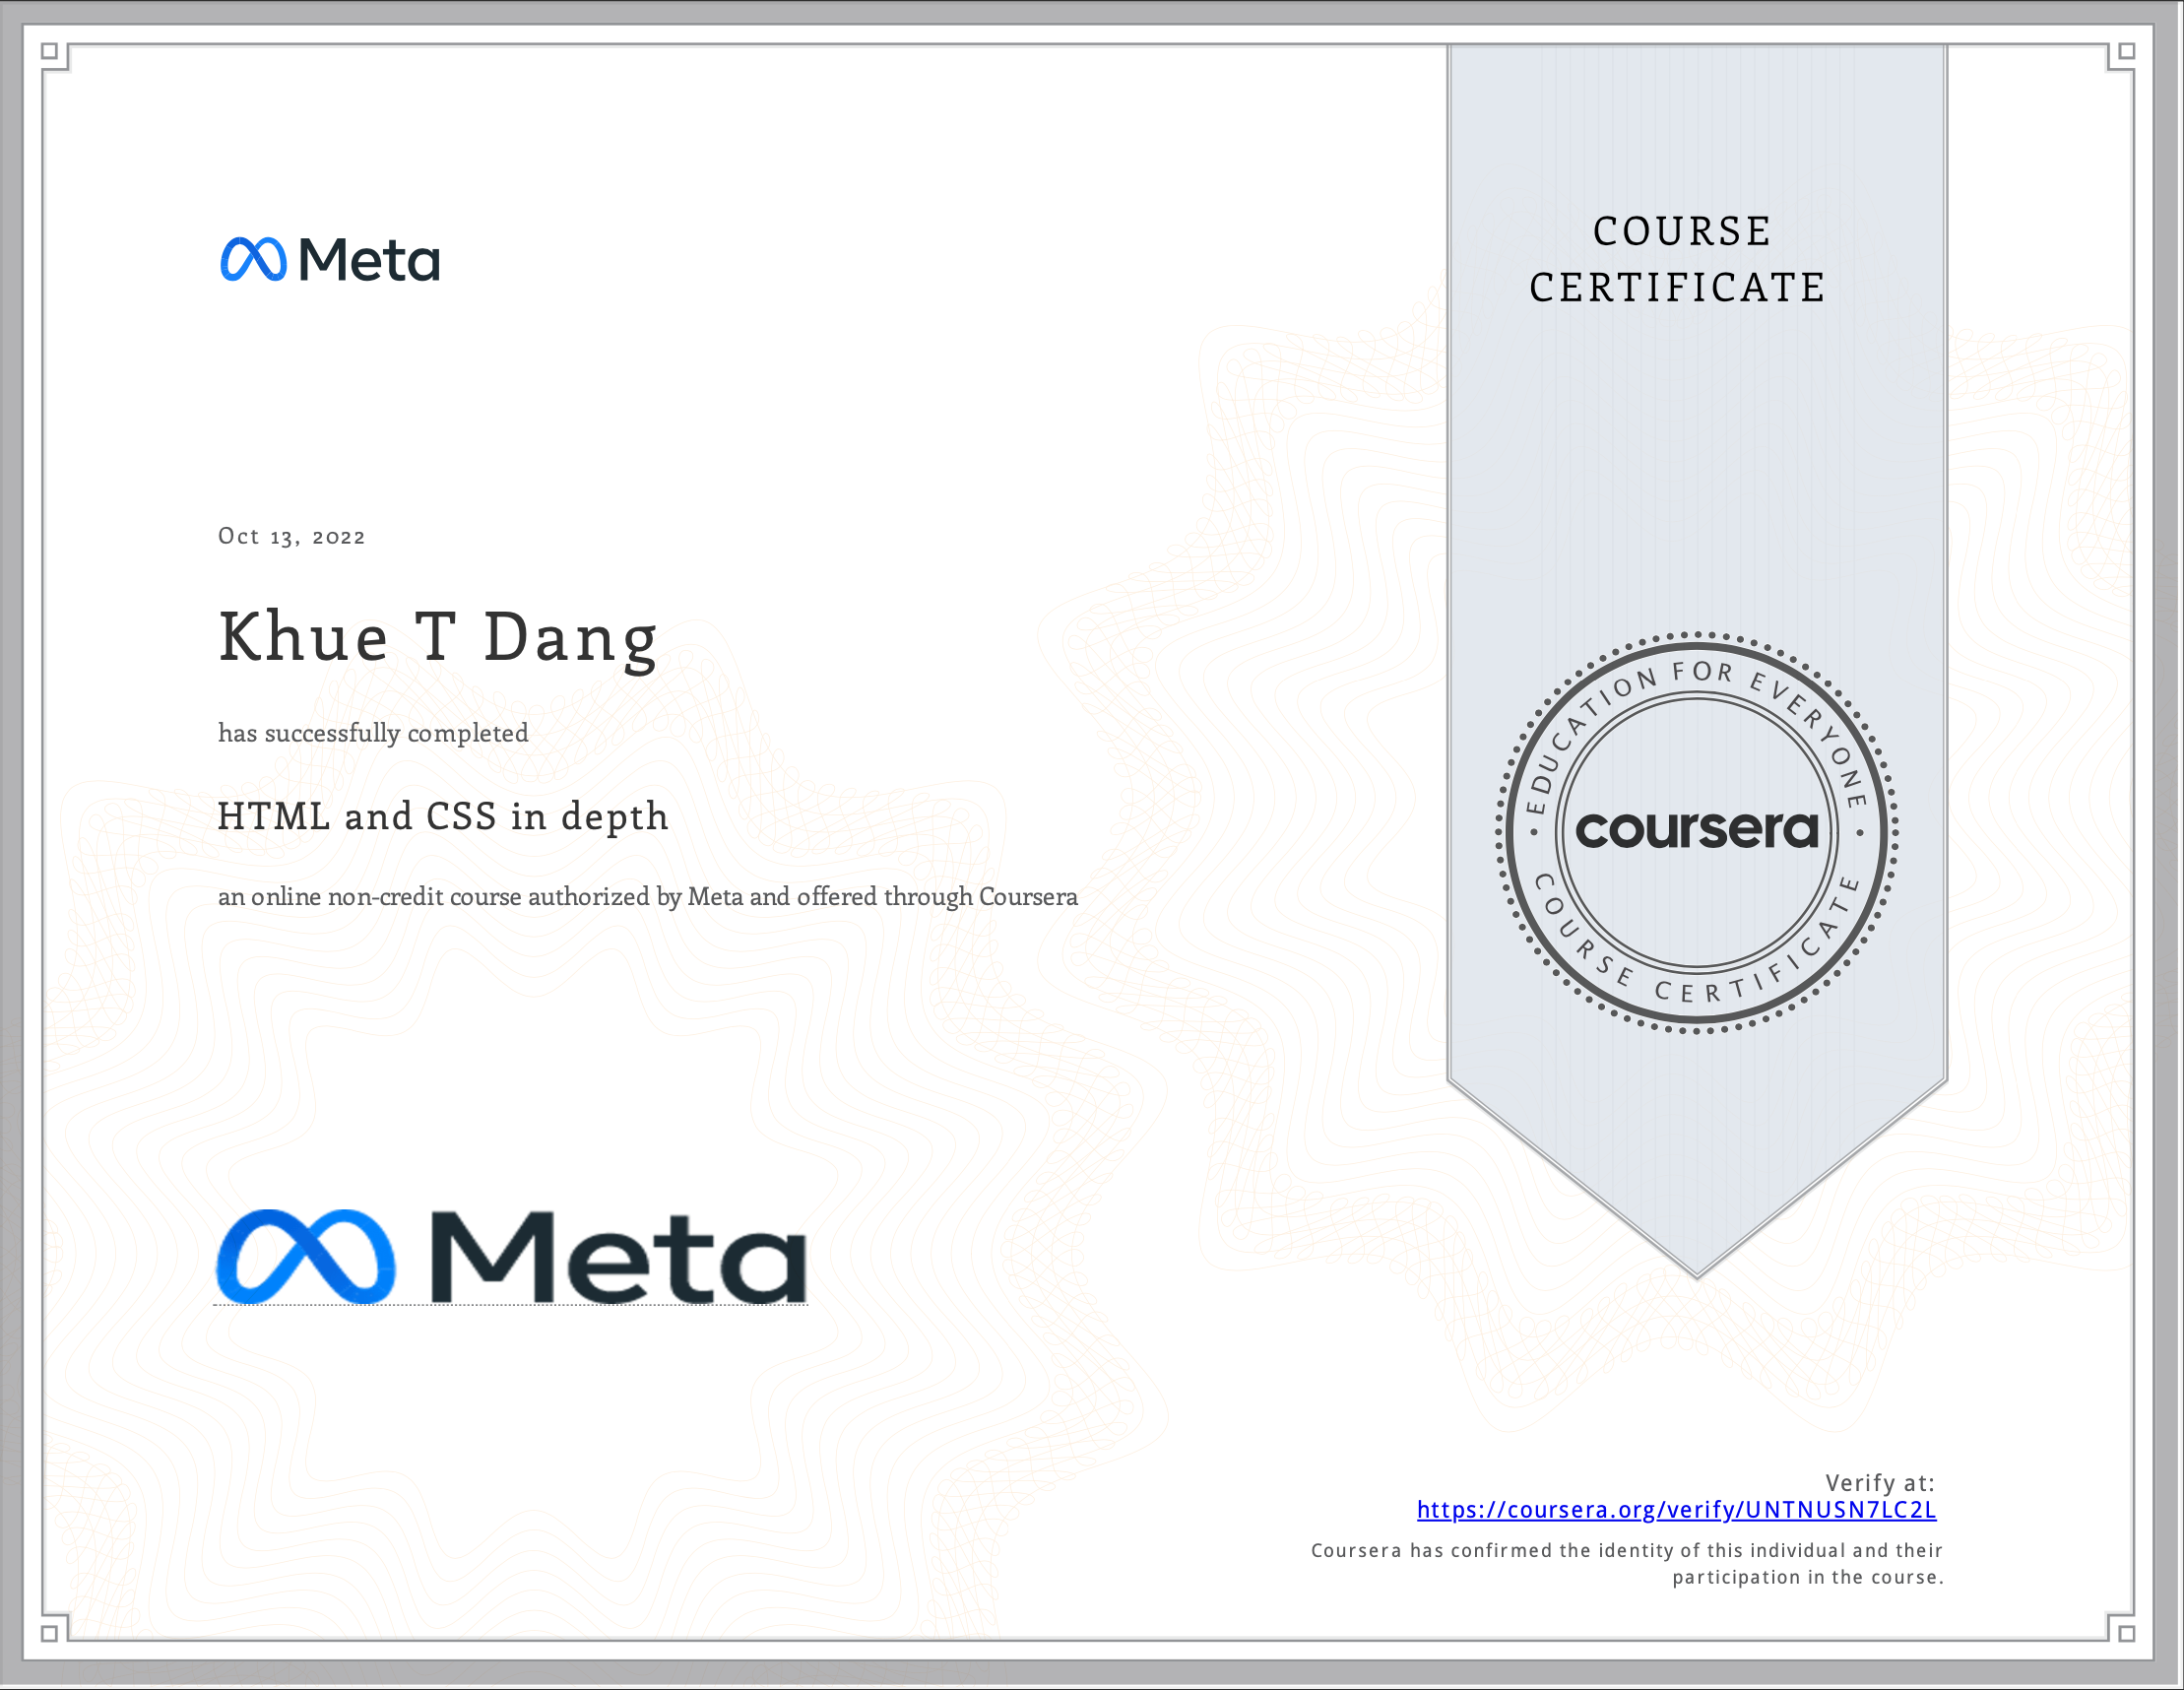 Meta
COURSE
CERTIFICATE
Oct 13, 2022
Khue T Dang
has successfully completed
HTML and CSS in depth
an online non-credit course authorized by Meta and offered through Coursera
EDUCATION FOR EVERYONE
coursera
COURSE CERTIFICATE
Meta
Verify at:
https://coursera.org/verify/UNTNUSN7LC2L
Coursera has confirmed the identity of this individual and their
participation in the course.